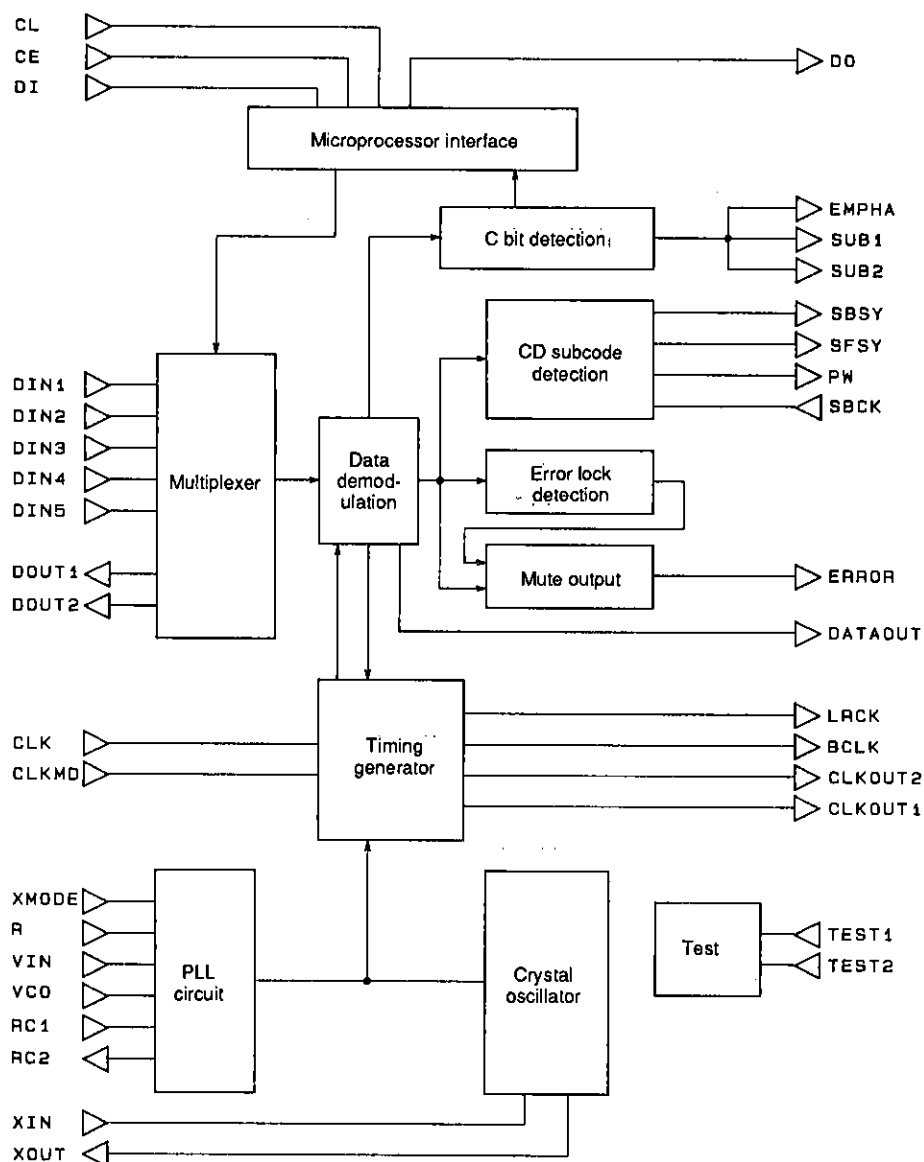 CL
CE
DI
DO
Microprocessor interface
C bit detection
EMPHA
SUB1
SUB2
CD subcode
detection
SBSY
SFSY
PW
SBCK
DIN1
DIN2
DIN3
DIN4
DIN5
DOUT1
DOUT2
Multiplexer
Data
demod-
ulation
Error lock
detection
Mute output
ERROR
DATAOUT
CLK
CLKMD
Timing
generator
LRCK
BCLK
CLKOUT2
CLKOUT1
XMODE
R
VIN
VCO
RC1
RC2
PLL
circuit
Crystal
oscillator
Test
TEST1
TEST2
XIN
XOUT